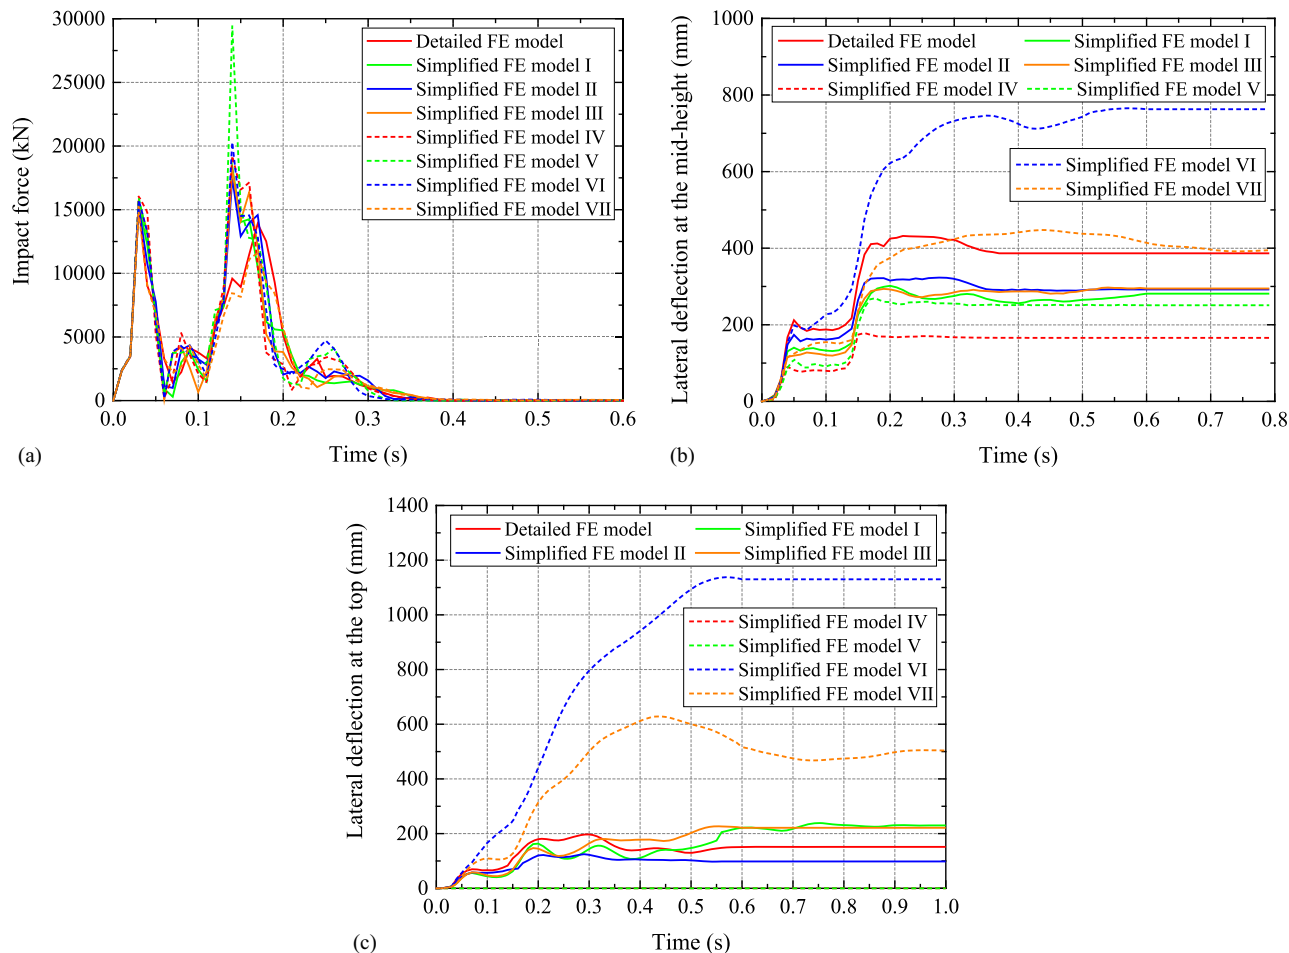 30000
25000
20000
15000
10000
5000
0
Impact force (kN)
Detailed FE model
Simplified FE model I
Simplified FE model II
Simplified FE model III
Simplified FE model IV
Simplified FE model V
Simplified FE model VI
Simplified FE model VII
0.0 0.1 0.2 0.3 0.4 0.5 0.6
(a) Time (s)
1000
800
600
400
200
0
Lateral deflection at the mid-height (mm)
Detailed FE model Simplified FE model I
Simplified FE model II Simplified FE model III
Simplified FE model IV Simplified FE model V
Simplified FE model VI
Simplified FE model VII
0.0 0.1 0.2 0.3 0.4 0.5 0.6 0.7 0.8
(b) Time (s)
1400
1200
1000
800
600
400
200
0
Lateral deflection at the top (mm)
Detailed FE model Simplified FE model I
Simplified FE model II Simplified FE model III
Simplified FE model IV
Simplified FE model V
Simplified FE model VI
Simplified FE model VII
0.0 0.1 0.2 0.3 0.4 0.5 0.6 0.7 0.8 0.9 1.0
(c) Time (s)